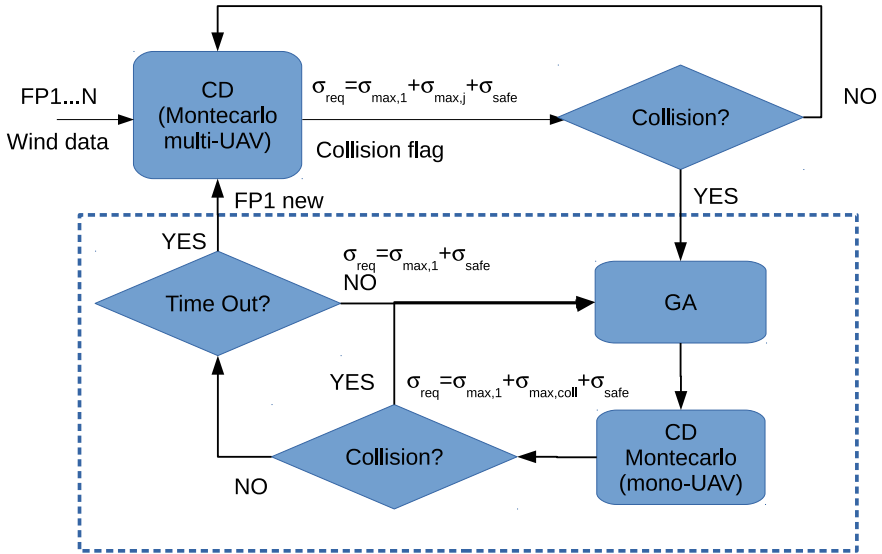 FP1...N
Wind data
CD
(Montecarlo
multi-UAV)
σreq=σmax,1+σmax,j+σsafe
Collision flag
Collision?
NO
YES
FP1 new
YES
Time Out?
σreq=σmax,1+σsafe
NO
GA
YES
σreq=σmax,1+σmax,coll+σsafe
Collision?
NO
CD
Montecarlo
(mono-UAV)